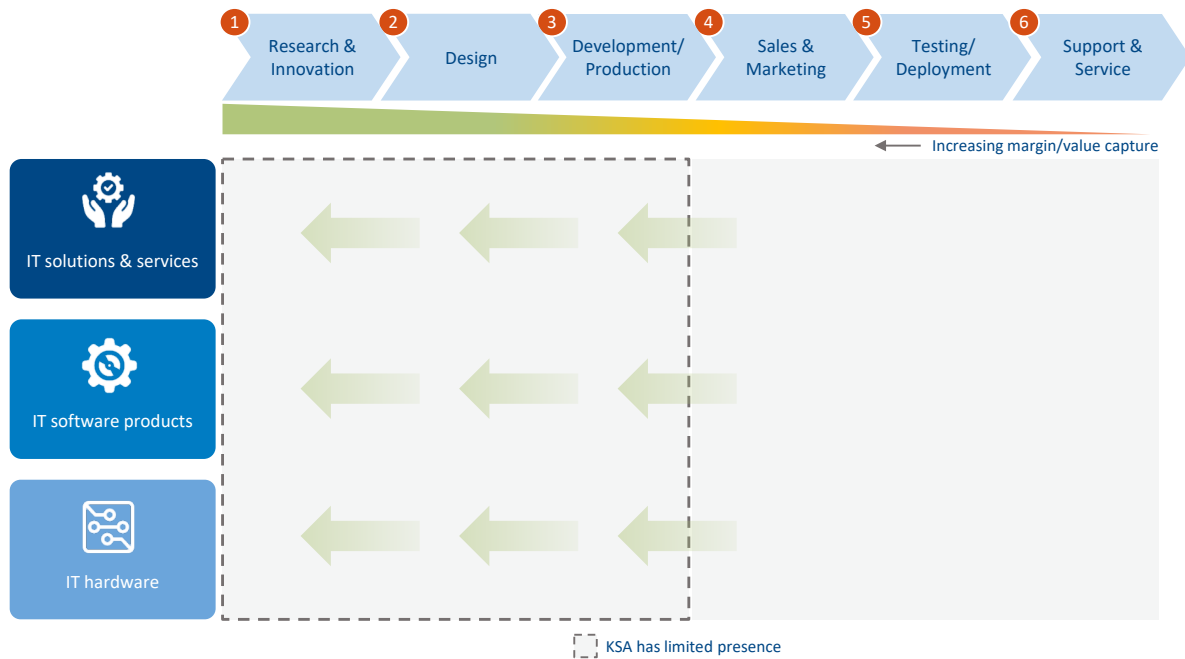 1
Research &
Innovation
2
Design
3
Development/
Production
4
Sales &
Marketing
5
Testing/
Deployment
6
Support &
Service
Increasing margin/value capture
IT solutions & services
IT software products
IT hardware
KSA has limited presence